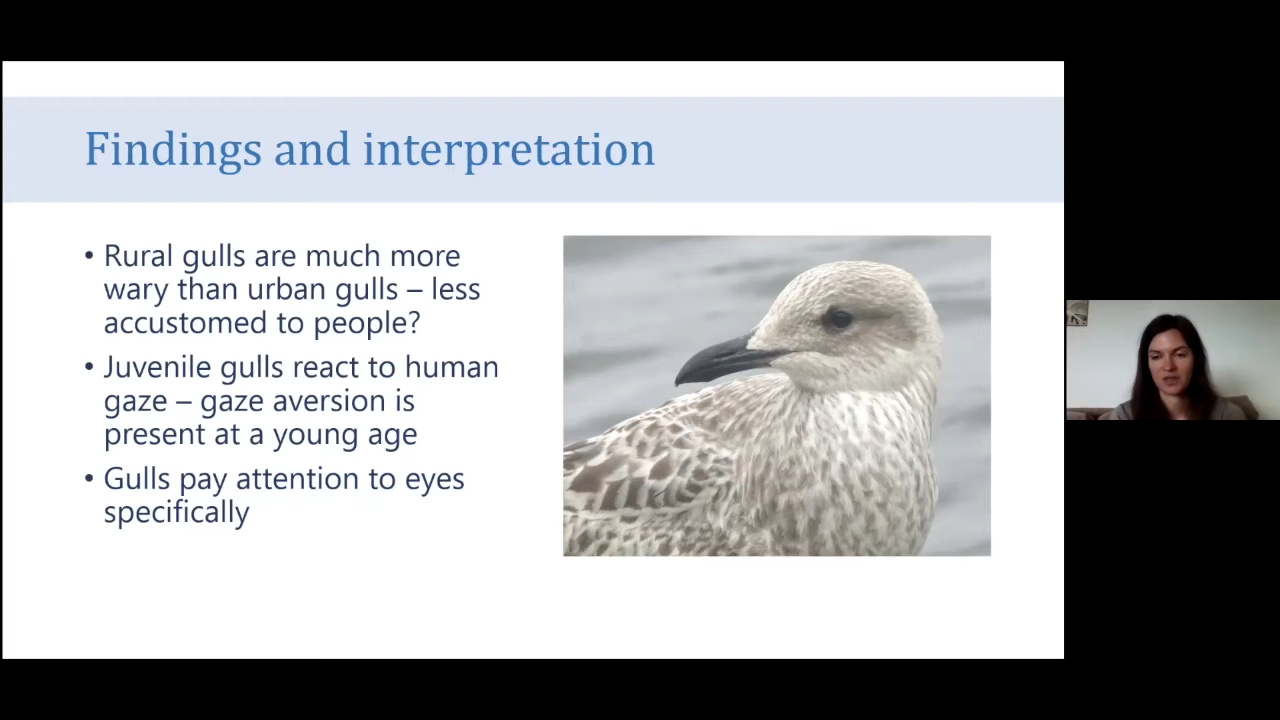 Findings and interpretation
• Rural gulls are much more
wary than urban gulls – less
accustomed to people?
• Juvenile gulls react to human
gaze – gaze aversion is
present at a young age
• Gulls pay attention to eyes
specifically